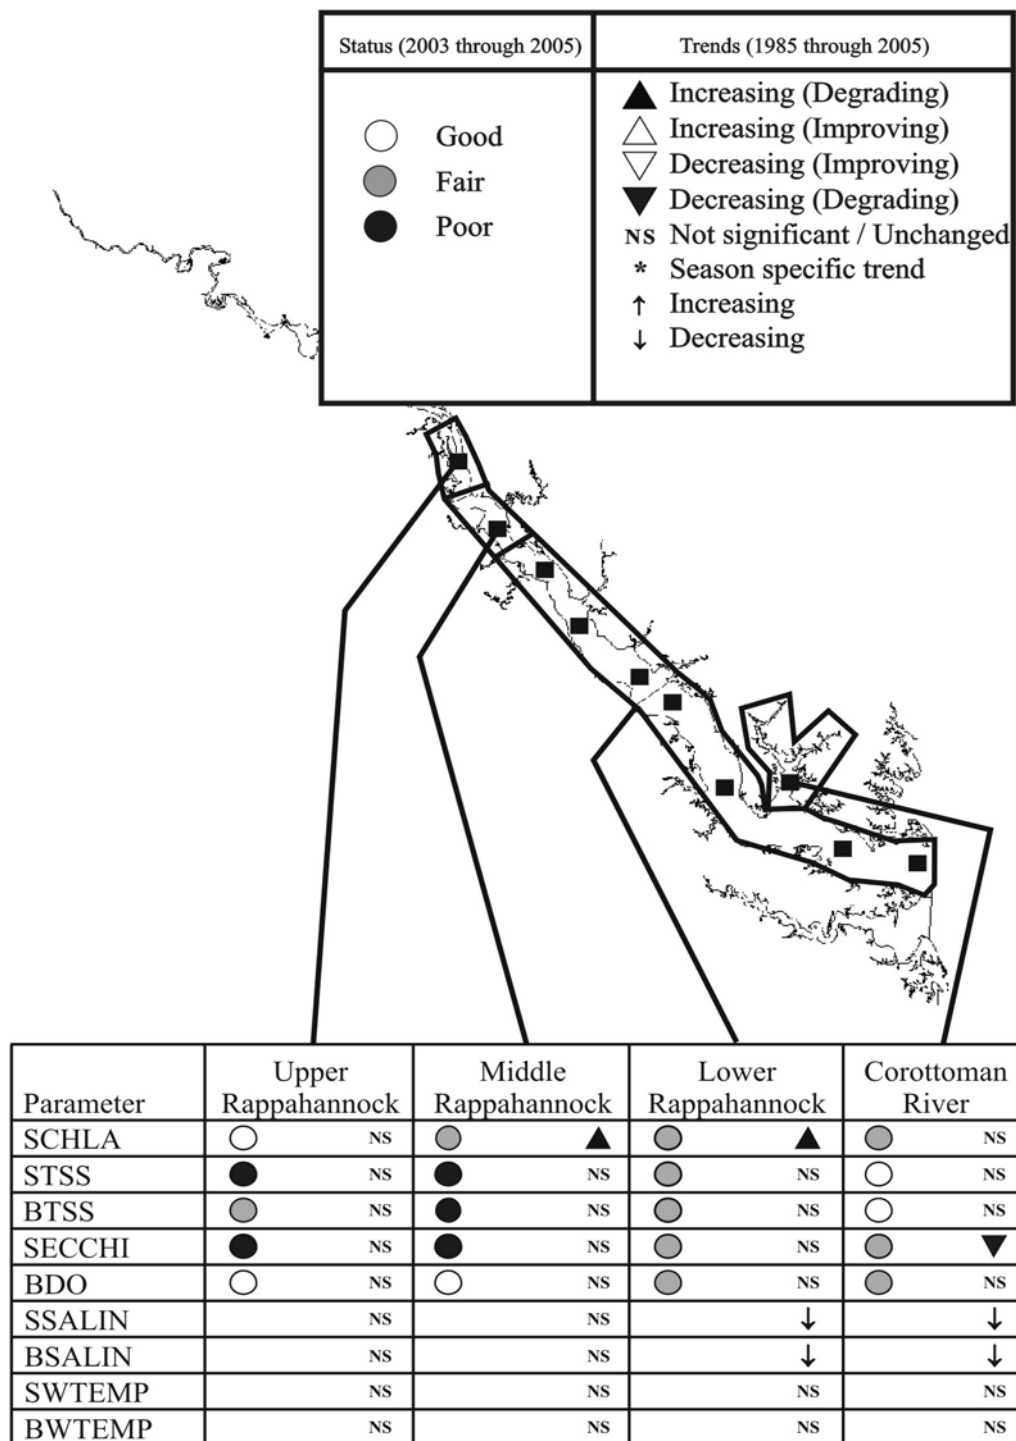 Status (2003 through 2005) Trends (1985 through 2005)
Good
Fair
Poor
Increasing (Degrading)
Increasing (Improving)
Decreasing (Improving)
Decreasing (Degrading)
NS Not significant / Unchanged
* Season specific trend
↑ Increasing
↓ Decreasing
Parameter Upper Rappahannock Middle Rappahannock Lower Rappahannock Corottoman River
SCHLA NS NS
STSS NS NS NS NS
BTSS NS NS NS NS
SECCHI NS NS NS
BDO NS NS NS NS
SSALIN NS NS ↓ ↓
BSALIN NS NS ↓ ↓
SWTEMP NS NS NS NS
BWTEMP NS NS NS NS